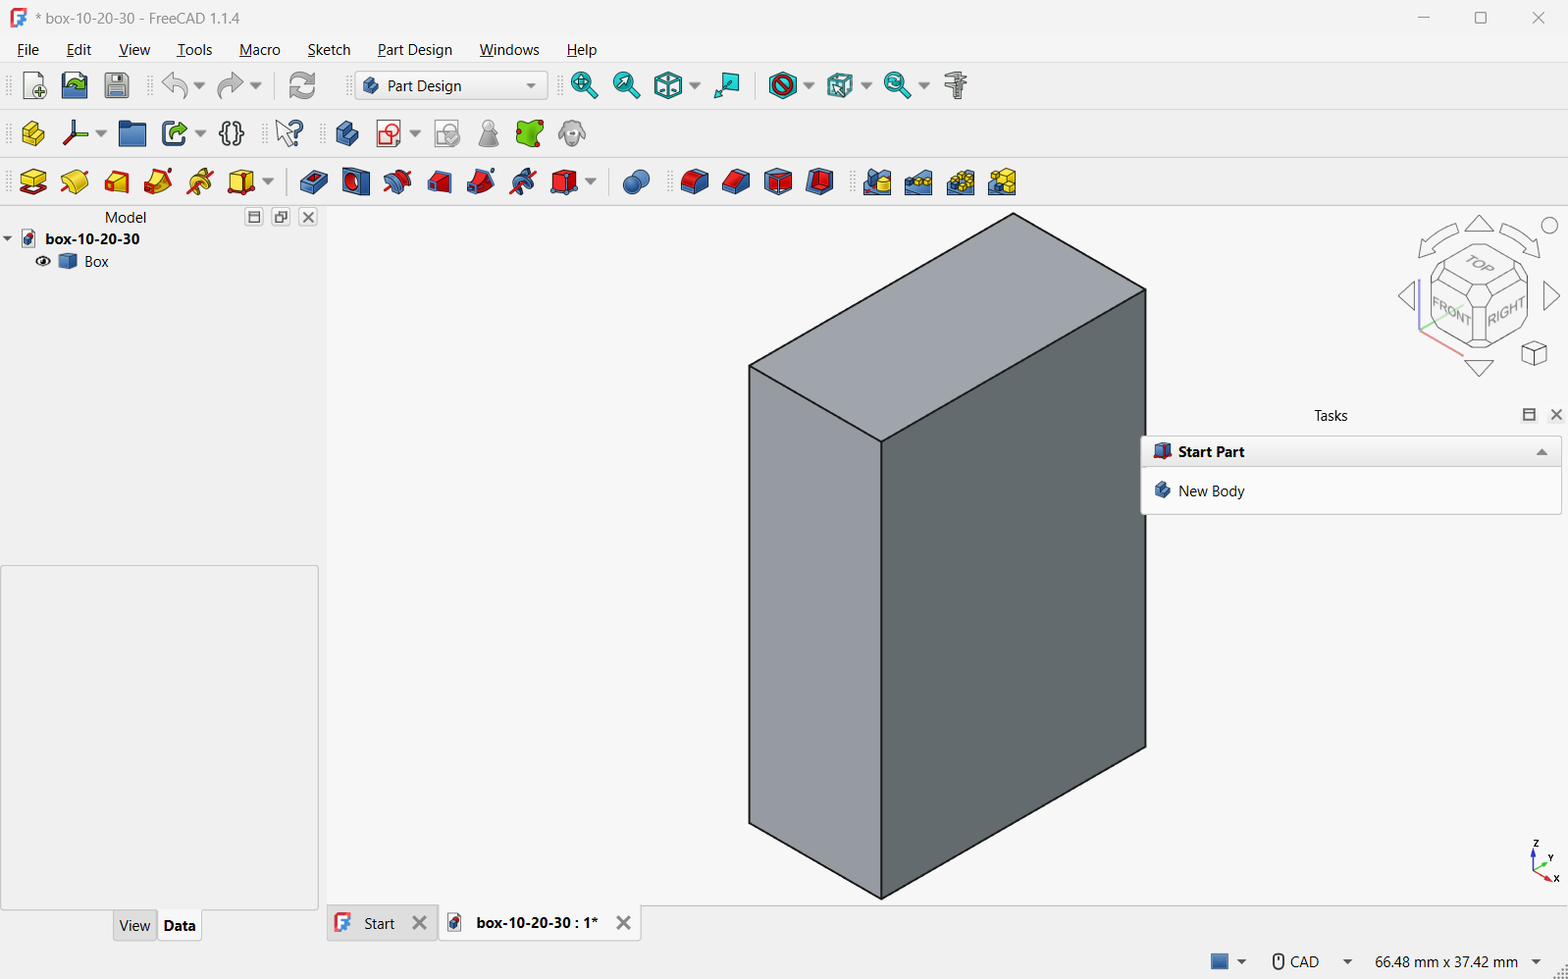 * box-10-20-30 - FreeCAD 1.1.4
File Edit View Tools Macro Sketch Part Design Windows Help
Part Design
Model
box-10-20-30
Box
TOP
FRONT
RIGHT
Tasks
Start Part
New Body
Z
Y
X
View Data
Start box-10-20-30 : 1*
CAD 66.48 mm x 37.42 mm